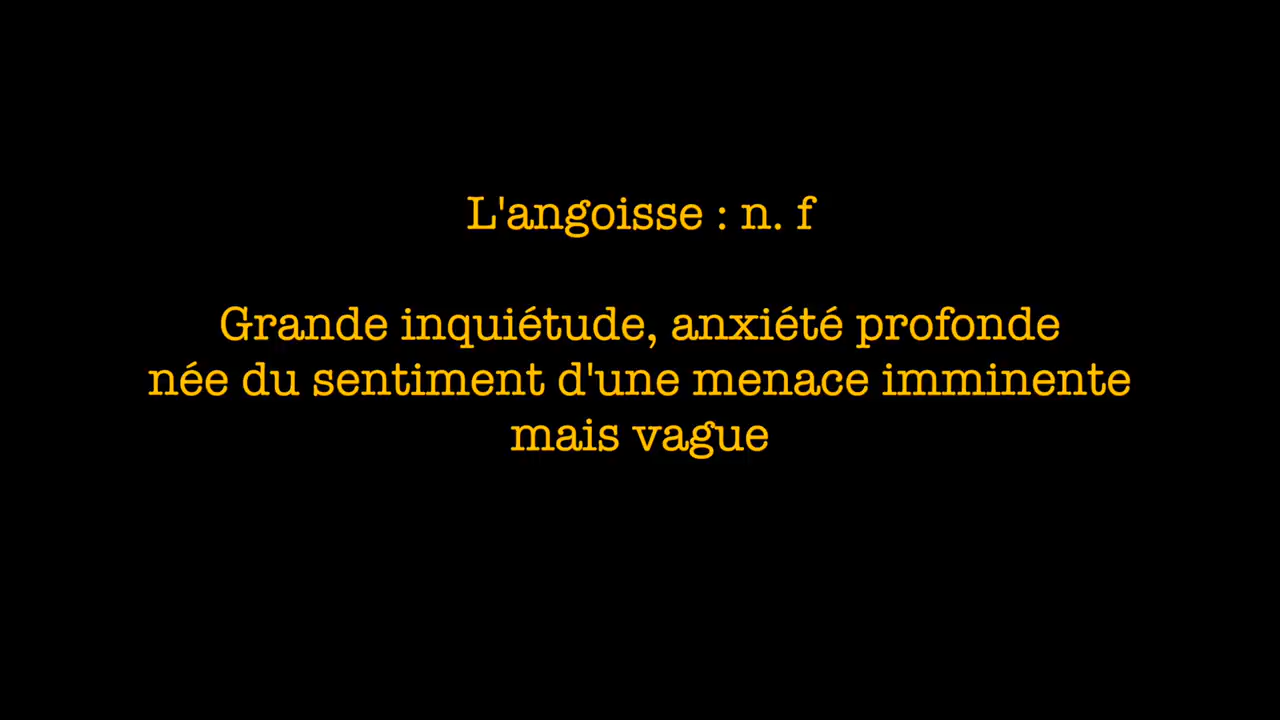 L'angoisse : n. f
Grande inquiétude, anxiété profonde
née du sentiment d'une menace imminente
mais vague